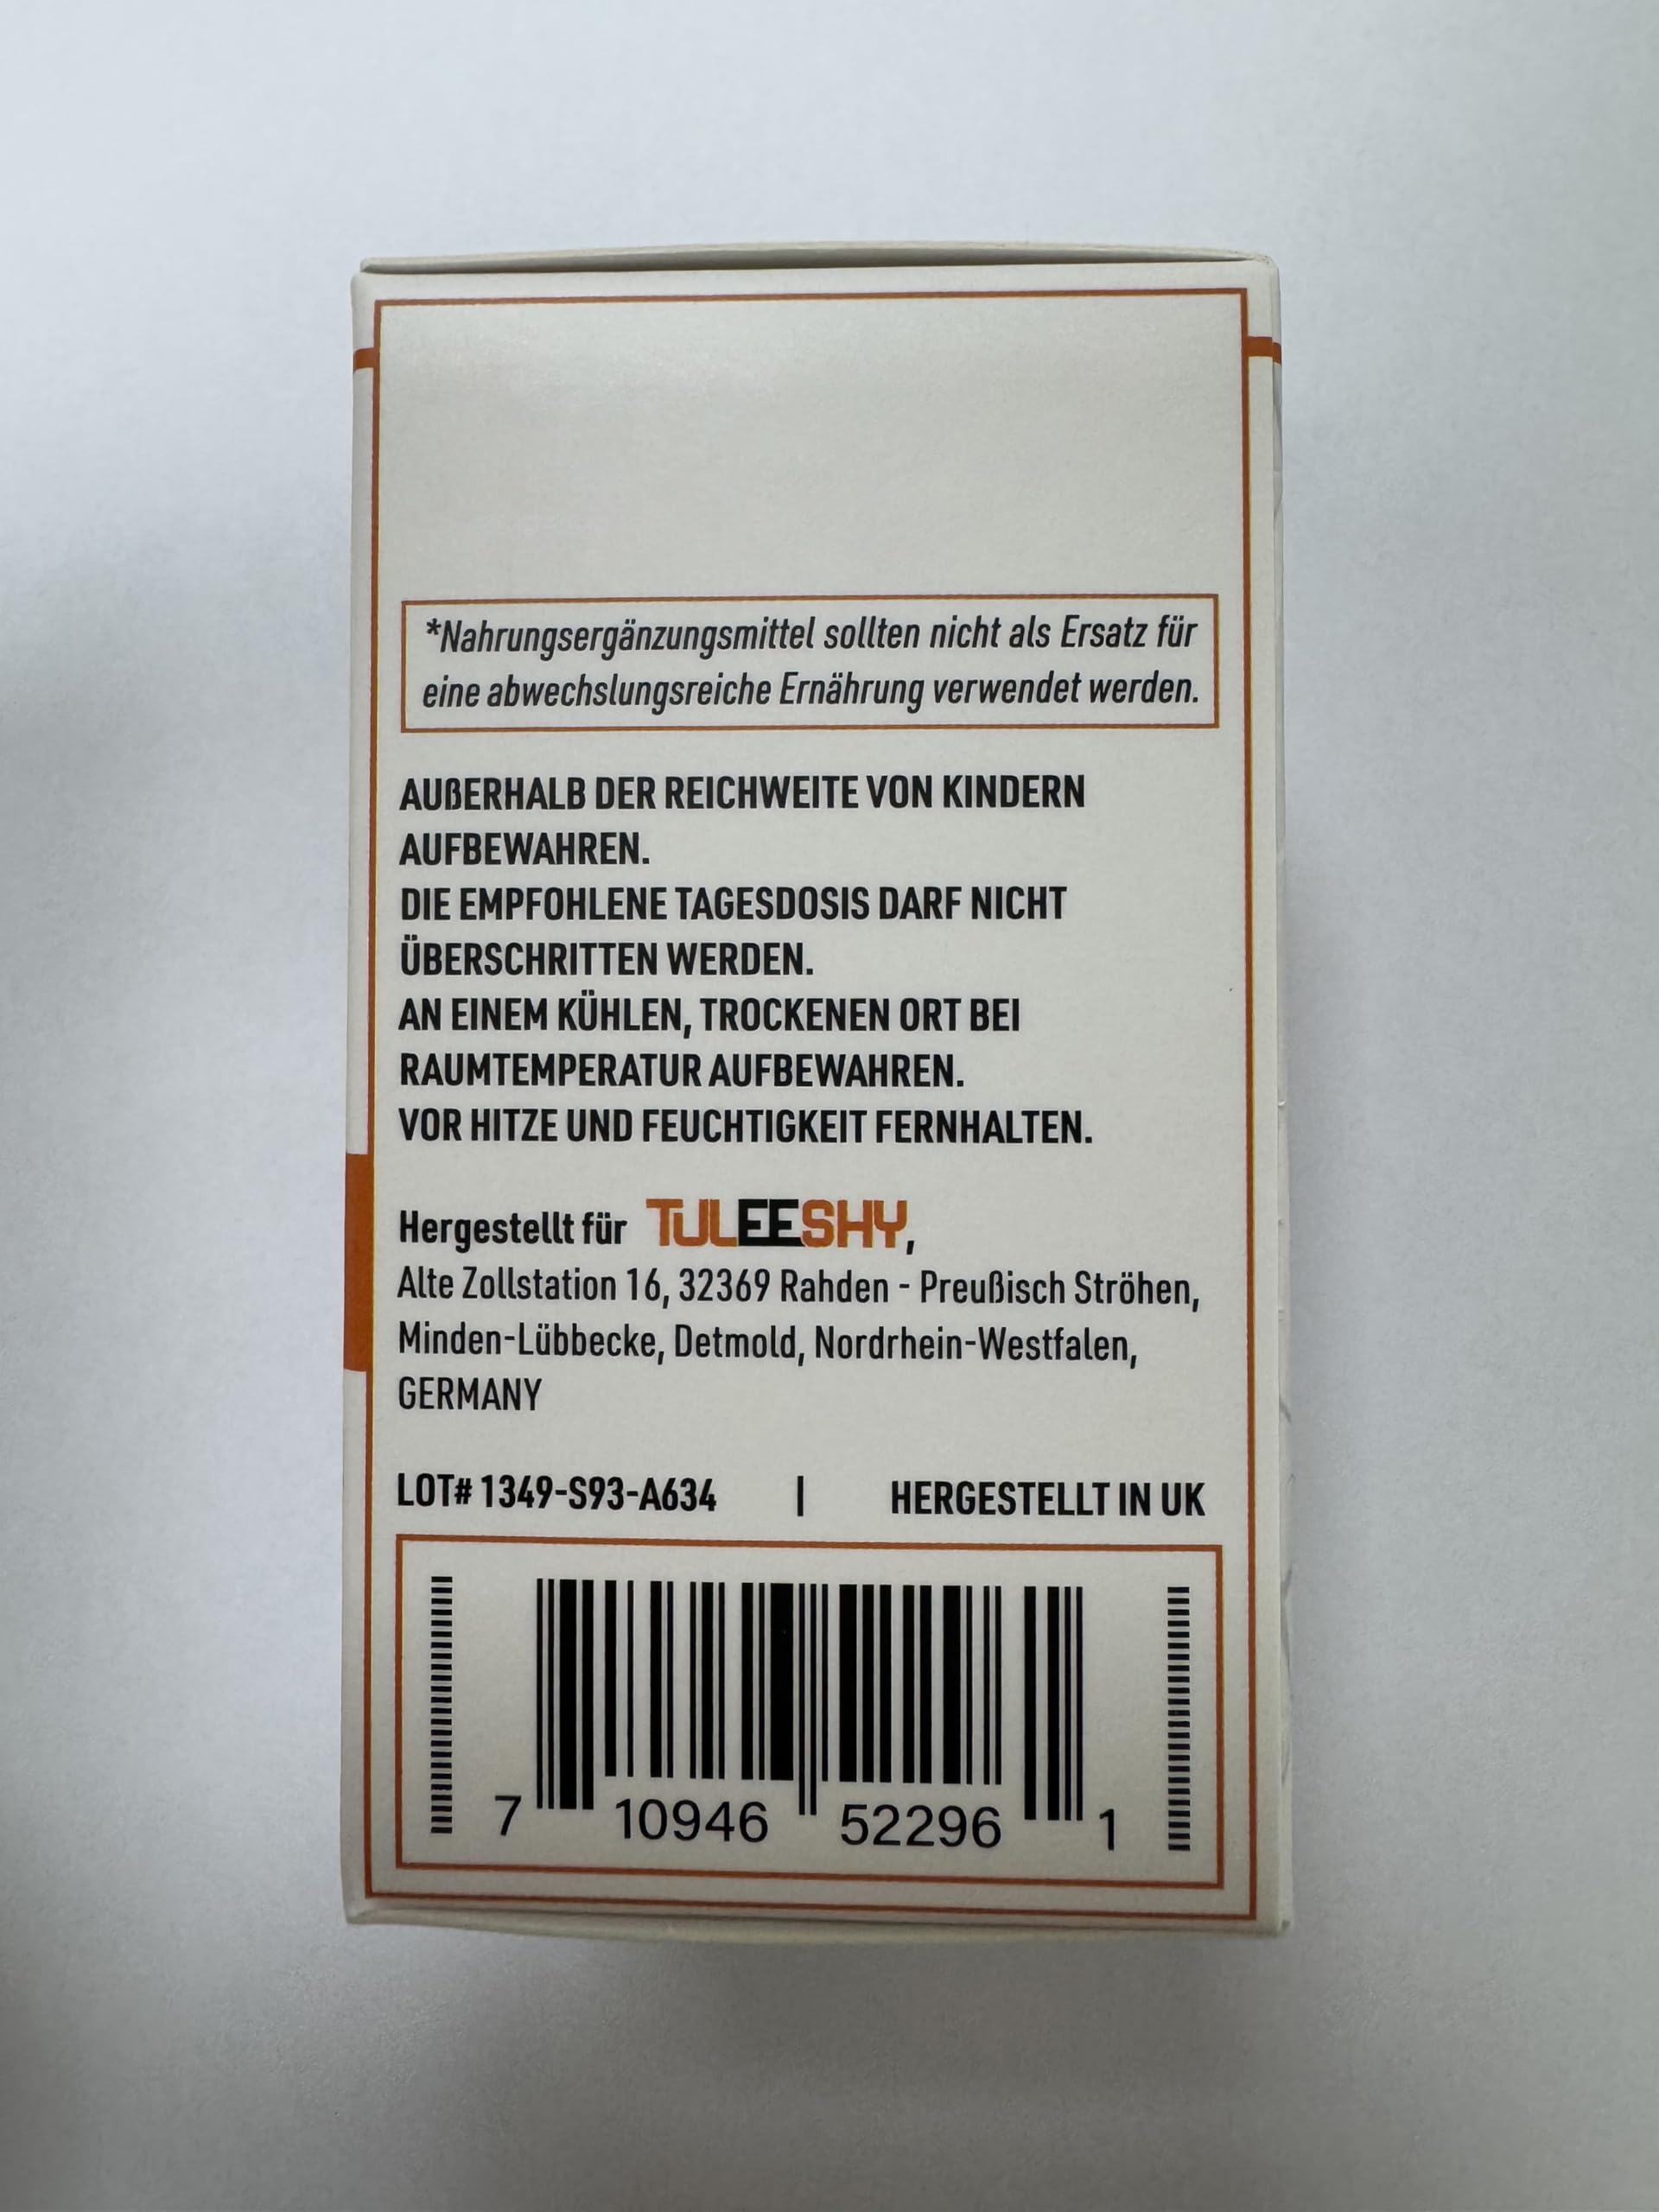 *Nahrungsergänzungsmittel sollten nicht als Ersatz für
eine abwechslungsreiche Ernährung verwendet werden.
AUßERHALB DER REICHWEITE VON KINDERN
AUFBEWAHREN.
DIE EMPFOHLENE TAGESDOSIS DARF NICHT
ÜBERSCHRITTEN WERDEN.
AN EINEM KÜHLEN, TROCKENEN ORT BEI
RAUMTEMPERATUR AUFBEWAHREN.
VOR HITZE UND FEUCHTIGKEIT FERNHALTEN.
Hergestellt für TULEESHY,
Alte Zollstation 16, 32369 Rahden - Preußisch Ströhen,
Minden-Lübbecke, Detmold, Nordrhein-Westfalen,
GERMANY
LOT# 1349-S93-A634 | HERGESTELLT IN UK
7 10946 52296 1